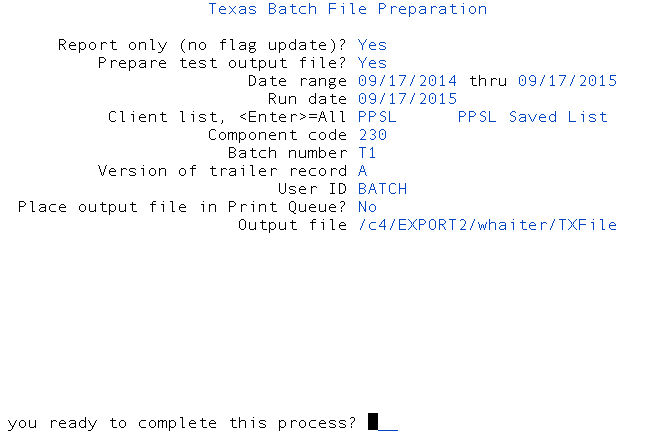 Texas Batch File Preparation
Report only (no flag update)? Yes
Prepare test output file? Yes
Date range 09/17/2014 thru 09/17/2015
Run date 09/17/2015
Client list, <Enter>=All PPSL PPSL Saved List
Component code 230
Batch number T1
Version of trailer record A
User ID BATCH
Place output file in Print Queue? No
Output file /c4/EXPORT2/whaiter/TXFile
you ready to complete this process?